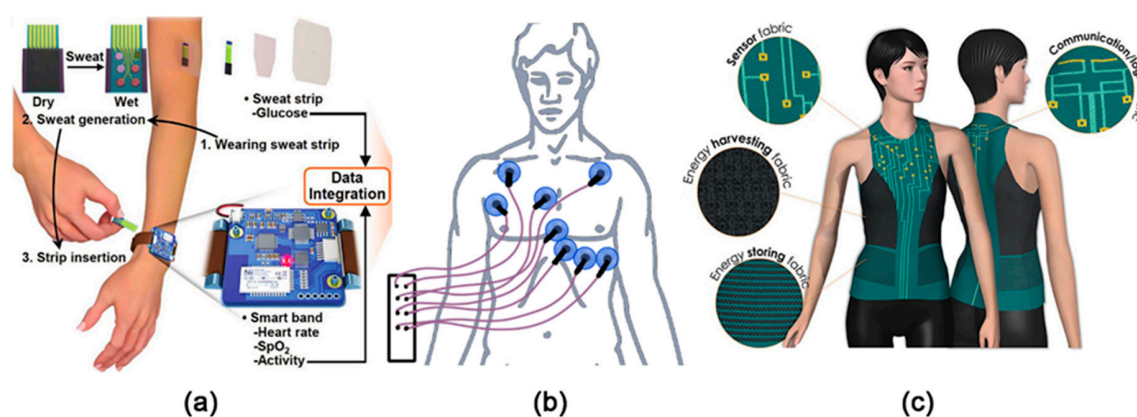 Sweat
Dry
Wet
2. Sweat generation
1. Wearing sweat strip
• Sweat strip
-Glucose
Data
Integration
3. Strip insertion
• Smart band
-Heart rate
-SpO₂
-Activity
(a)
(b)
Sensor fabric
Communication/
Energy harvesting fabric
Energy storing fabric
(c)